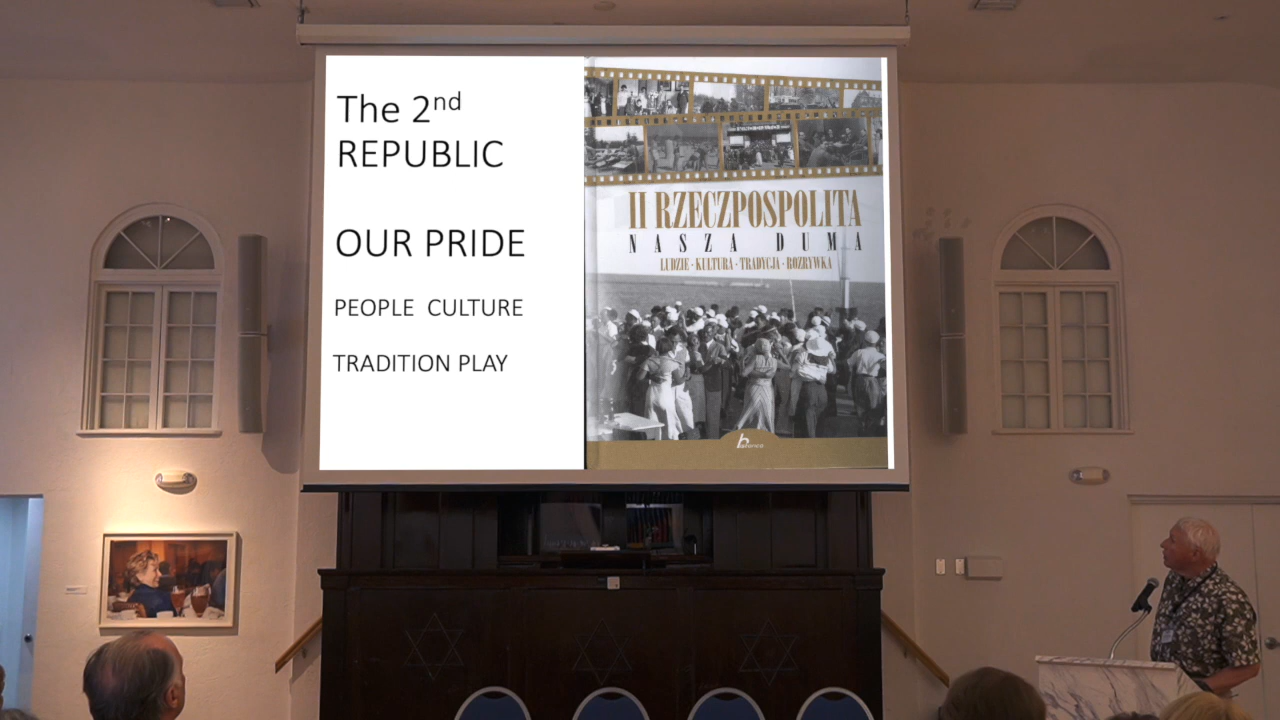 The 2nd
REPUBLIC
OUR PRIDE
PEOPLE CULTURE
TRADITION PLAY
II RZECZPOSPOLITA
NASZA DUMA
LUDZIE · KULTURA · TRADYCJA · ROZRYWKA